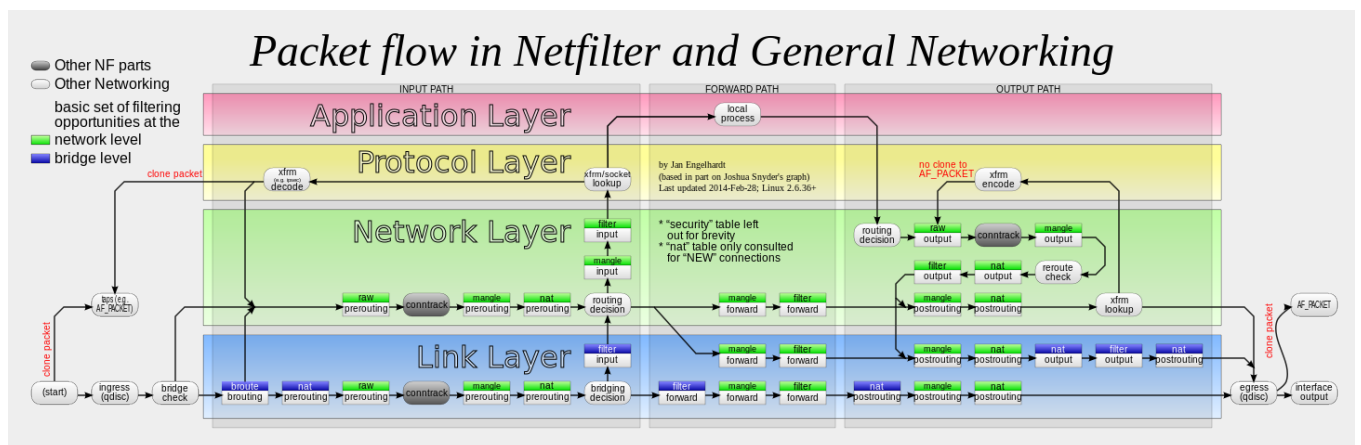 Packet flow in Netfilter and General Networking
Other NF parts
Other Networking
basic set of filtering
opportunities at the
network level
bridge level
INPUT PATH
FORWARD PATH
OUTPUT PATH
Application Layer
local
process
Protocol Layer
clone packet
xfrm
(e.g. ipsec)
decode
xfrm/socket
lookup
by Jan Engelhardt
(based in part on Joshua Snyder's graph)
Last updated 2014-Feb-28; Linux 2.6.36+
no clone to
AF_PACKET
xfrm
encode
Network Layer
filter
input
mangle
input
* “security” table left
out for brevity
* “nat” table only consulted
for “NEW” connections
routing
decision
raw
output
conntrack
mangle
output
filter
output
nat
output
reroute
check
taps (e.g.
AF_PACKET)
raw
prerouting
conntrack
mangle
prerouting
nat
prerouting
routing
decision
mangle
forward
filter
forward
mangle
postrouting
nat
postrouting
xfrm
lookup
AF_PACKET
clone packet
clone packet
Link Layer
filter
input
mangle
forward
filter
forward
mangle
postrouting
nat
postrouting
nat
output
filter
output
nat
postrouting
(start)
ingress
(qdisc)
bridge
check
broute
brouting
nat
prerouting
raw
prerouting
conntrack
mangle
prerouting
nat
prerouting
bridging
decision
filter
forward
mangle
forward
filter
forward
nat
postrouting
mangle
postrouting
nat
postrouting
egress
(qdisc)
interface
output